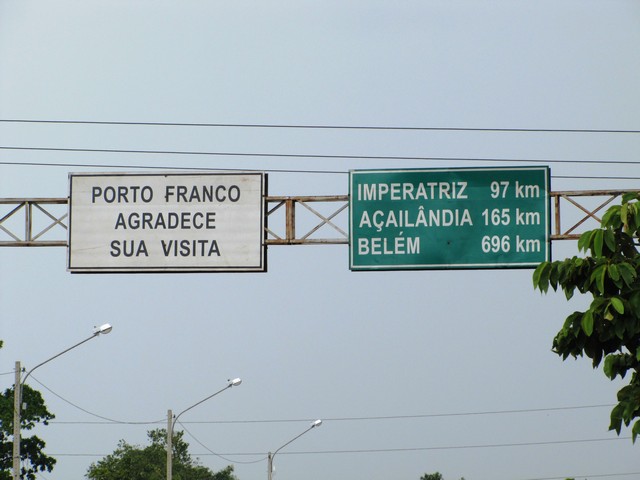 PORTO FRANCO
AGRADECE
SUA VISITA
IMPERATRIZ 97 km
AÇAILÂNDIA 165 km
BELÉM 696 km